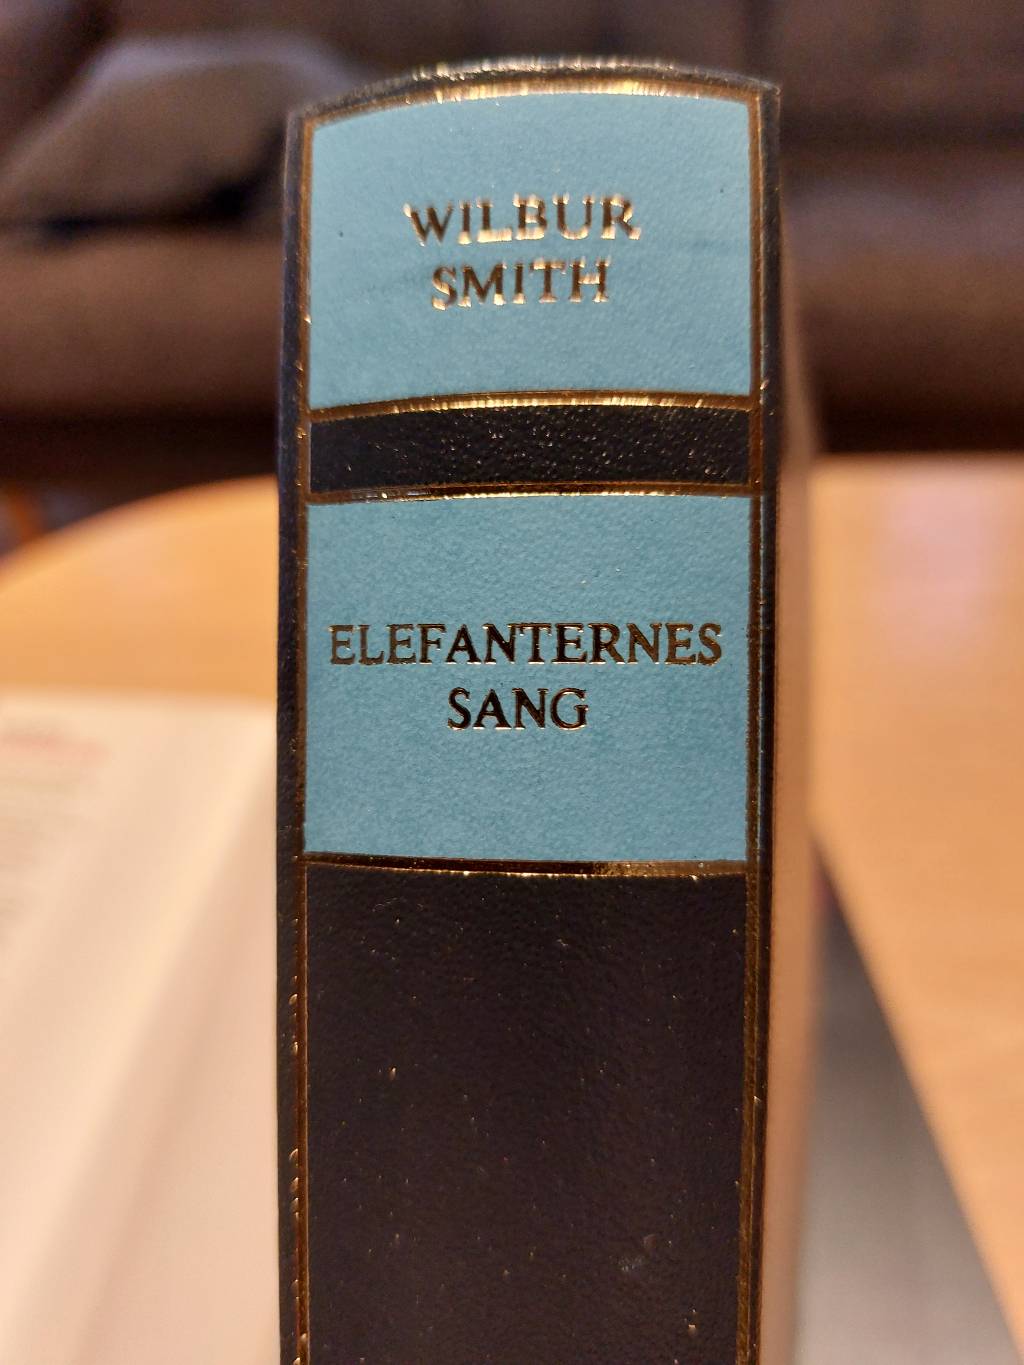 WILBUR
SMITH
ELEFANTERNES
SANG